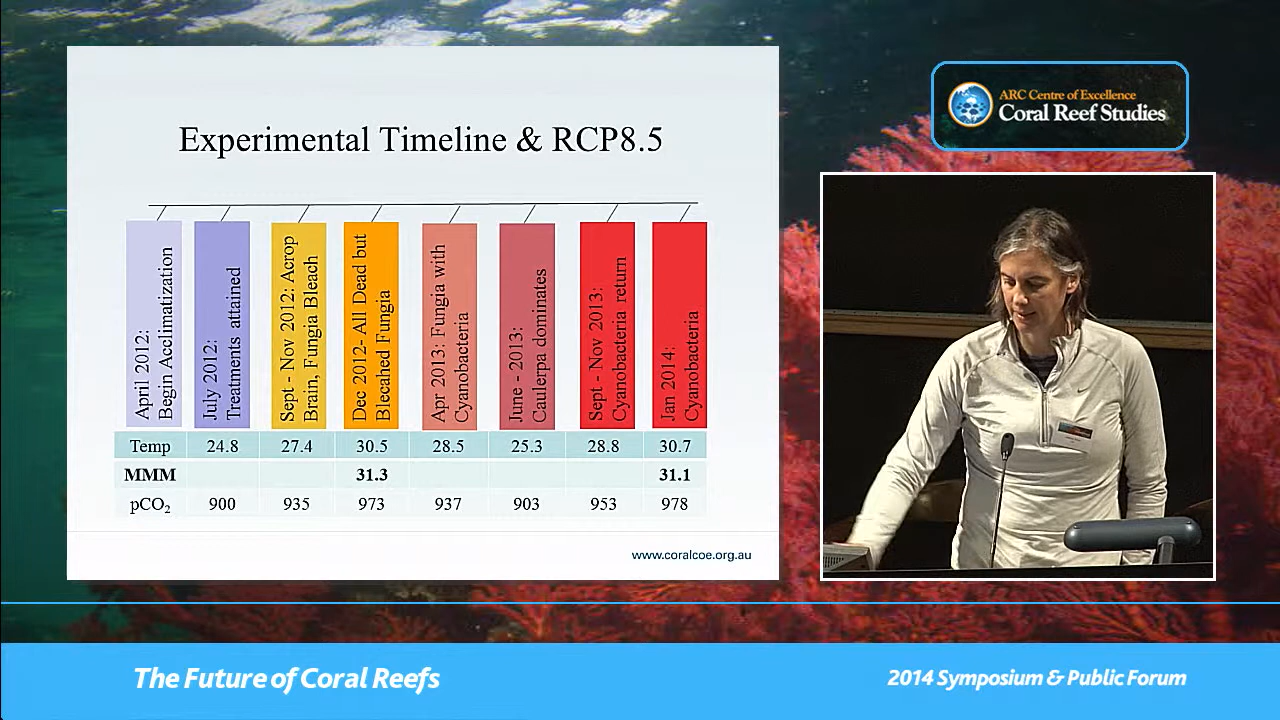 Experimental Timeline & RCP8.5
April 2012:
Begin Acclimatization
July 2012:
Treatments attained
Sept - Nov 2012: Acrop
Brain, Fungia Bleach
Dec 2012- All Dead but
Blecahed Fungia
Apr 2013: Fungia with
Cyanobacteria
June - 2013:
Caulerpa dominates
Sept - Nov 2013:
Cyanobacteria return
Jan 2014:
Cyanobacteria
Temp 24.8 27.4 30.5 28.5 25.3 28.8 30.7
MMM 31.3 31.1
pCO₂ 900 935 973 937 903 953 978
www.coralcoe.org.au
ARC Centre of Excellence
Coral Reef Studies
The Future of Coral Reefs
2014 Symposium & Public Forum